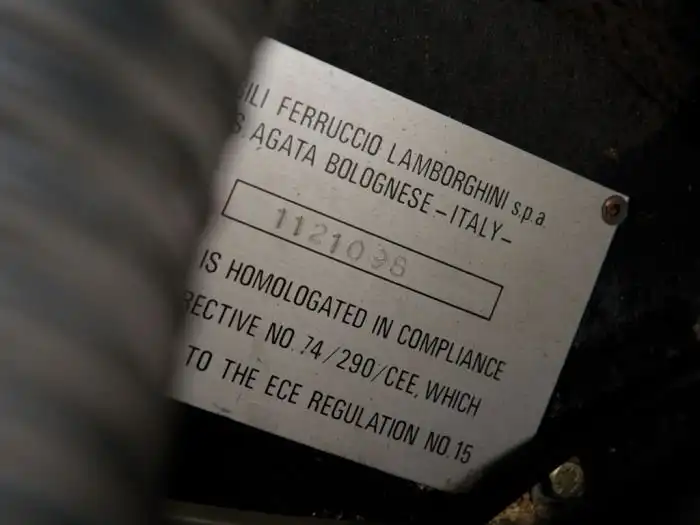 ILI FERRUCCIO LAMBORGHINI s.p.a.
S AGATA BOLOGNESE-ITALY-
1121098
IS HOMOLOGATED IN COMPLIANCE
RECTIVE NO. 74/290/CEE, WHICH
TO THE ECE REGULATION NO. 15